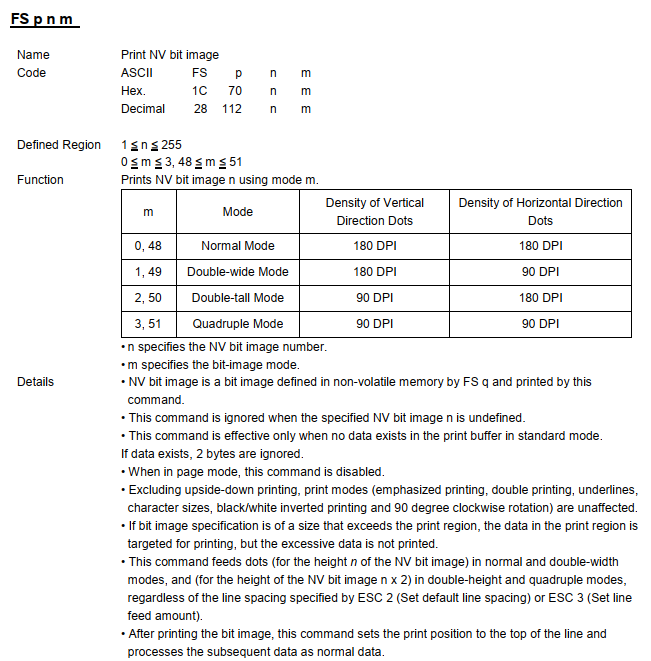 FS p n m
Name Print NV bit image
Code ASCII FS p n m
Hex. 1C 70 n m
Decimal 28 112 n m
Defined Region 1 ≤ n ≤ 255
0 ≤ m ≤ 3, 48 ≤ m ≤ 51
Function Prints NV bit image n using mode m.
m Mode Density of Vertical Direction Dots Density of Horizontal Direction Dots
0, 48 Normal Mode 180 DPI 180 DPI
1, 49 Double-wide Mode 180 DPI 90 DPI
2, 50 Double-tall Mode 90 DPI 180 DPI
3, 51 Quadruple Mode 90 DPI 90 DPI
• n specifies the NV bit image number.
• m specifies the bit-image mode.
Details • NV bit image is a bit image defined in non-volatile memory by FS q and printed by this
command.
• This command is ignored when the specified NV bit image n is undefined.
• This command is effective only when no data exists in the print buffer in standard mode.
If data exists, 2 bytes are ignored.
• When in page mode, this command is disabled.
• Excluding upside-down printing, print modes (emphasized printing, double printing, underlines,
character sizes, black/white inverted printing and 90 degree clockwise rotation) are unaffected.
• If bit image specification is of a size that exceeds the print region, the data in the print region is
targeted for printing, but the excessive data is not printed.
• This command feeds dots (for the height n of the NV bit image) in normal and double-width
modes, and (for the height of the NV bit image n x 2) in double-height and quadruple modes,
regardless of the line spacing specified by ESC 2 (Set default line spacing) or ESC 3 (Set line
feed amount).
• After printing the bit image, this command sets the print position to the top of the line and
processes the subsequent data as normal data.